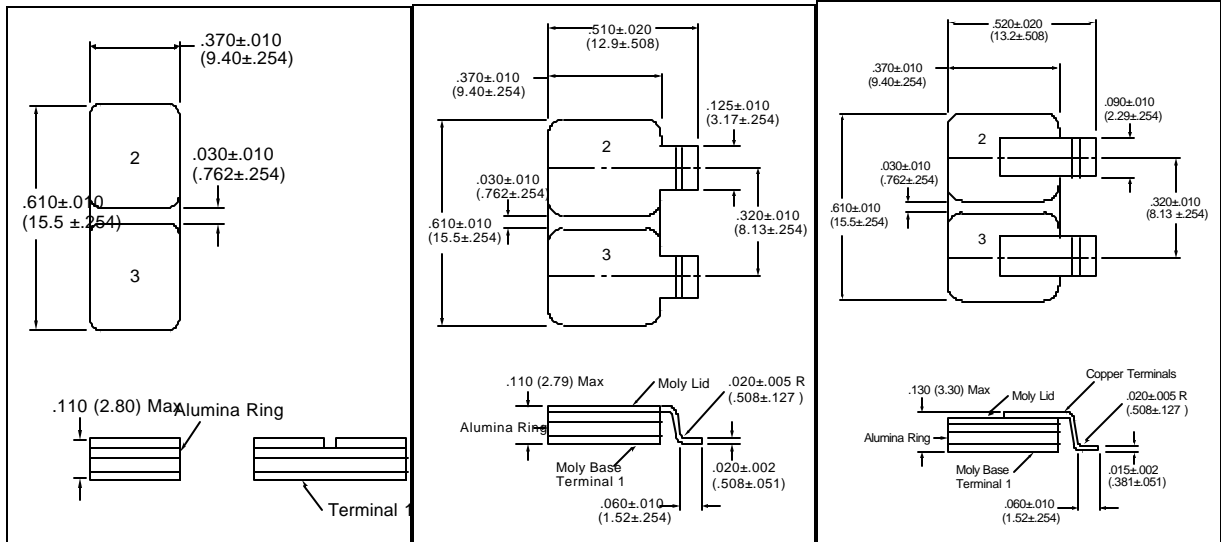 .370±.010
(9.40±.254)
2
.030±.010
(.762±.254)
.610±.010
(15.5 ±.254)
3
.110 (2.80) Max
Alumina Ring
Terminal 1
.510±.020
(12.9±.508)
.370±.010
(9.40±.254)
.125±.010
(3.17±.254)
2
.030±.010
(.762±.254)
.610±.010
(15.5±.254)
.320±.010
(8.13±.254)
3
.110 (2.79) Max
Moly Lid
.020±.005 R
(.508±.127 )
Alumina Ring
Moly Base
Terminal 1
.020±.002
(.508±.051)
.060±.010
(1.52±.254)
.520±.020
(13.2±.508)
.370±.010
(9.40±.254)
.090±.010
(2.29±.254)
2
.030±.010
(.762±.254)
.610±.010
(15.5±.254)
.320±.010
(8.13 ±.254)
3
Copper Terminals
.130 (3.30) Max
Moly Lid
.020±.005 R
(.508±.127 )
Alumina Ring
Moly Base
Terminal 1
.015±.002
(.381±.051)
.060±.010
(1.52±.254)